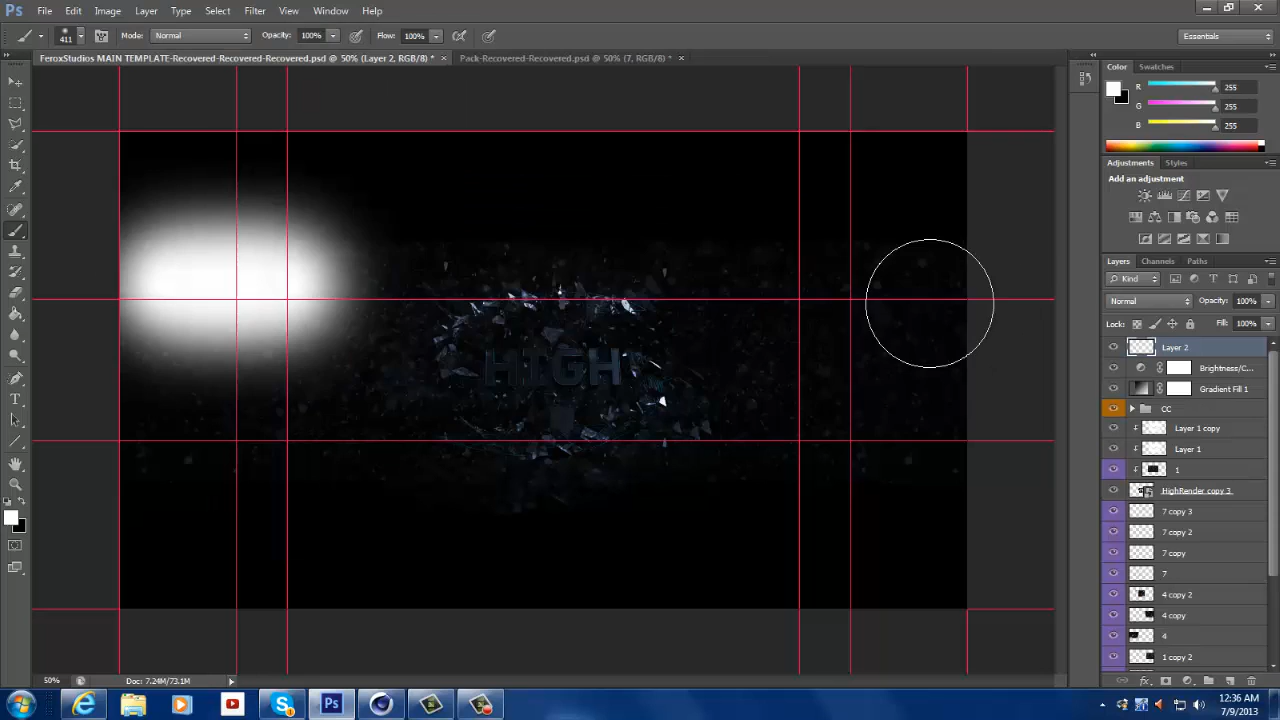 Ps File Edit Image Layer Type Select Filter View Window Help
411 Mode: Normal Opacity: 100% Flow: 100% Essentials
FeroxStudios MAIN TEMPLATE-Recovered-Recovered-Recovered.psd @ 50% (Layer 2, RGB/8) * × Pack-Recovered-Recovered.psd @ 50% (7, RGB/8) * ×
Color Swatches
R 255
G 255
B 255
Adjustments Styles
Add an adjustment
Layers Channels Paths
Kind
Normal Opacity: 100%
Lock: Fill: 100%
Layer 2
Brightness/C...
Gradient Fill 1
CC
Layer 1 copy
Layer 1
1
HighRender copy 3
7 copy 3
7 copy 2
7 copy
7
4 copy 2
4 copy
4
1 copy 2
HIGH
50% Doc: 7.24M/73.1M
Ps
12:36 AM
7/9/2013